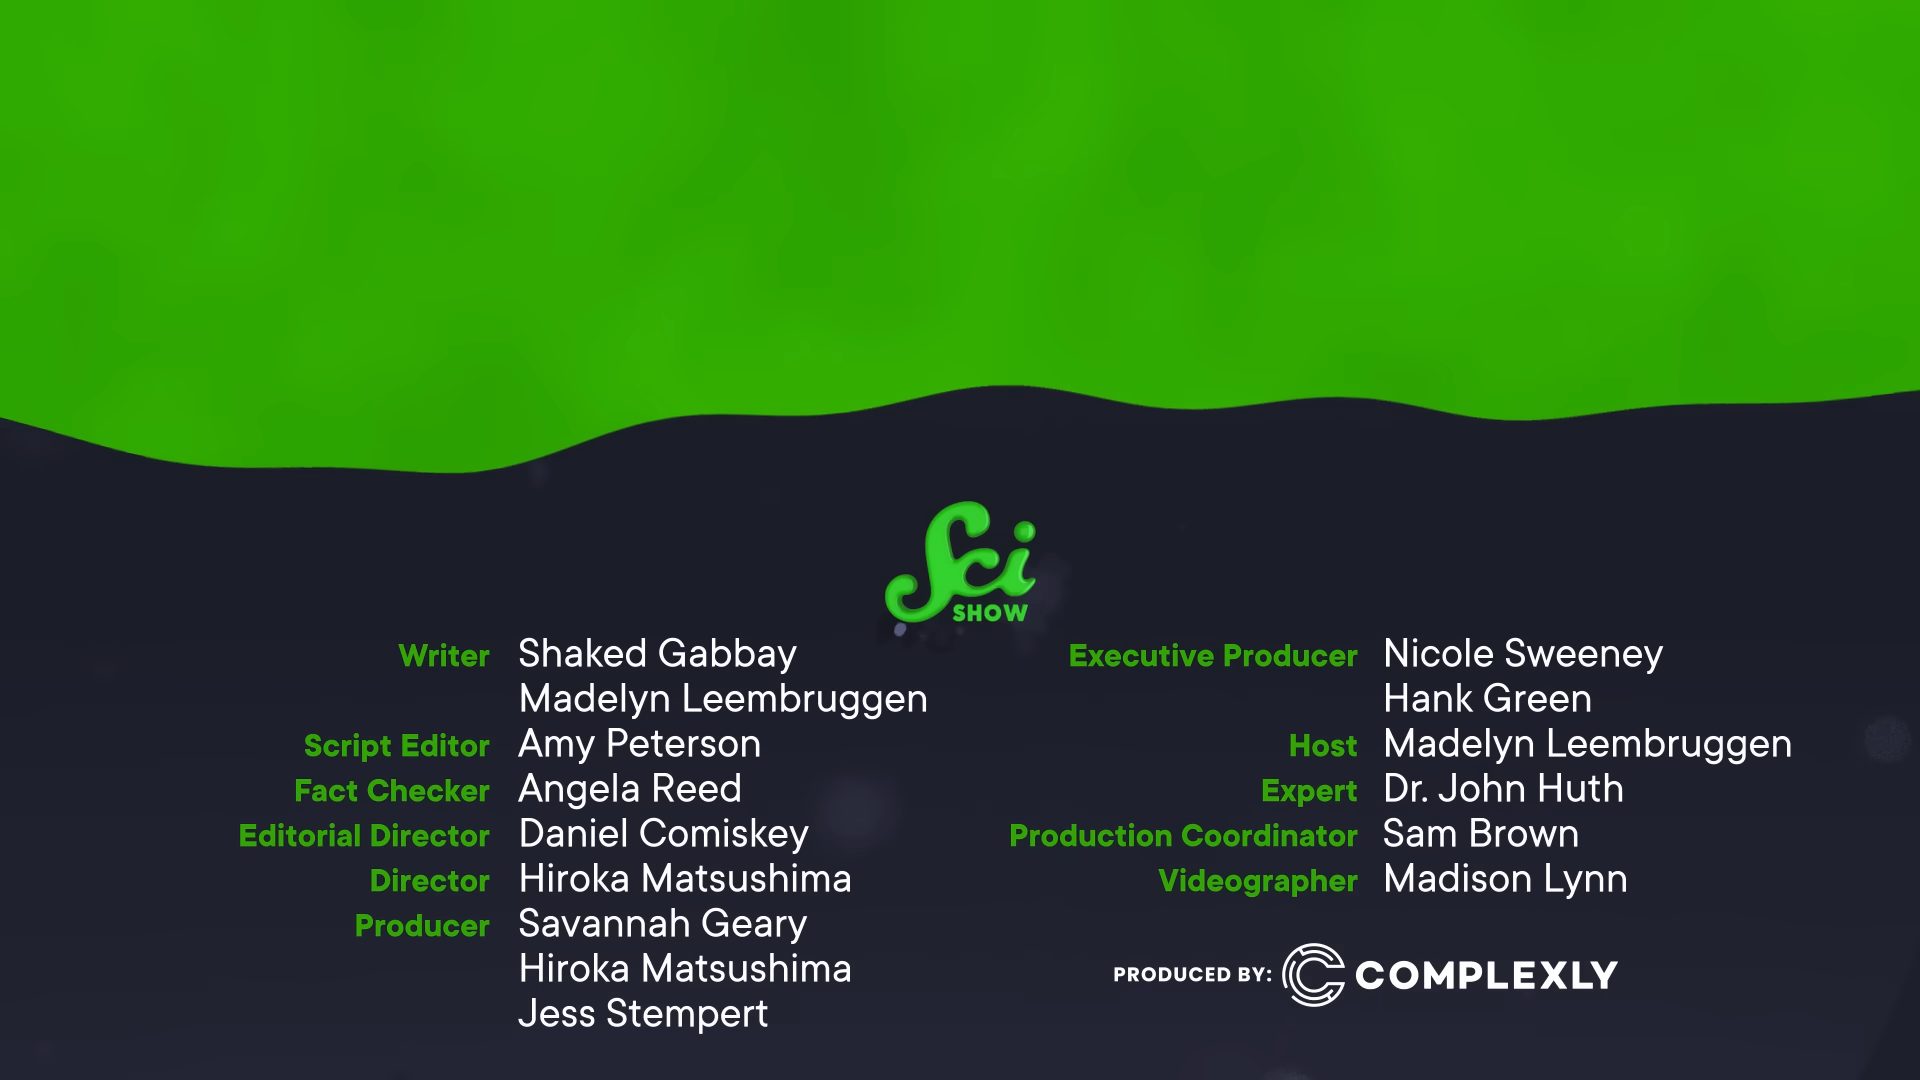 Sci
SHOW
Writer Shaked Gabbay
Madelyn Leembruggen
Script Editor Amy Peterson
Fact Checker Angela Reed
Editorial Director Daniel Comiskey
Director Hiroka Matsushima
Producer Savannah Geary
Hiroka Matsushima
Jess Stempert
Executive Producer Nicole Sweeney
Hank Green
Host Madelyn Leembruggen
Expert Dr. John Huth
Production Coordinator Sam Brown
Videographer Madison Lynn
PRODUCED BY: COMPLEXLY